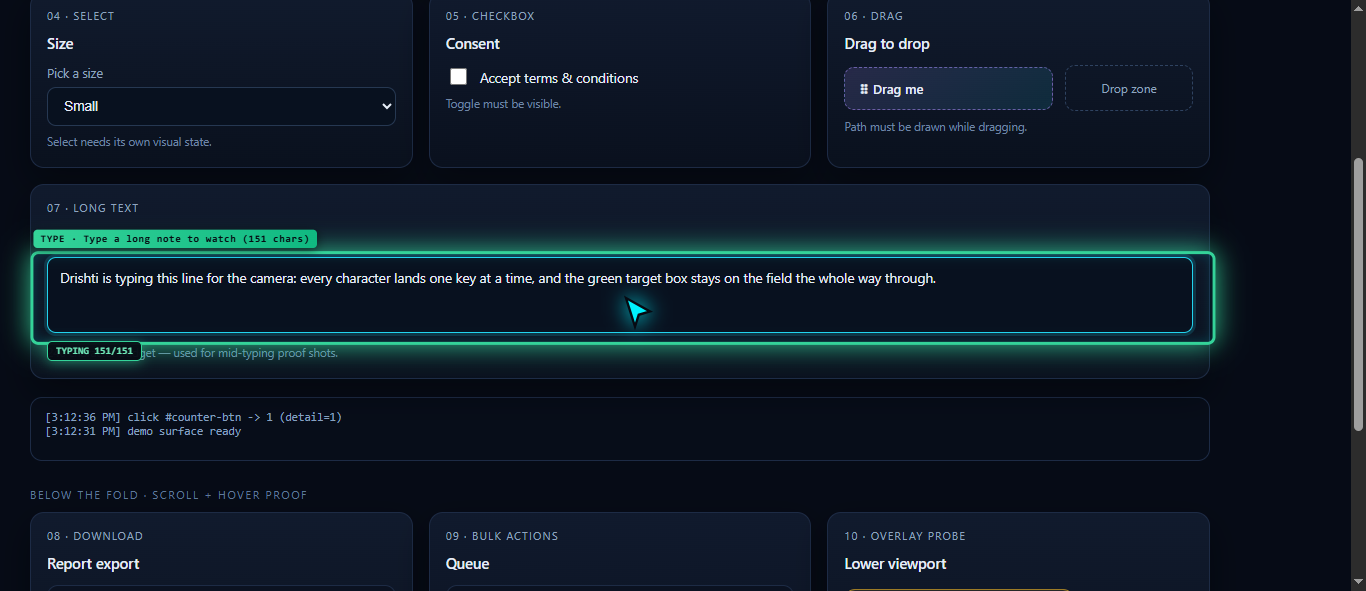 04 · SELECT
Size
Pick a size
Small
Select needs its own visual state.
05 · CHECKBOX
Consent
Accept terms & conditions
Toggle must be visible.
06 · DRAG
Drag to drop
⠿ Drag me
Drop zone
Path must be drawn while dragging.
07 · LONG TEXT
TYPE · Type a long note to watch (151 chars)
Drishti is typing this line for the camera: every character lands one key at a time, and the green target box stays on the field the whole way through.
TYPING 151/151
get — used for mid-typing proof shots.
[3:12:36 PM] click #counter-btn -> 1 (detail=1)
[3:12:31 PM] demo surface ready
BELOW THE FOLD · SCROLL + HOVER PROOF
08 · DOWNLOAD
Report export
09 · BULK ACTIONS
Queue
10 · OVERLAY PROBE
Lower viewport